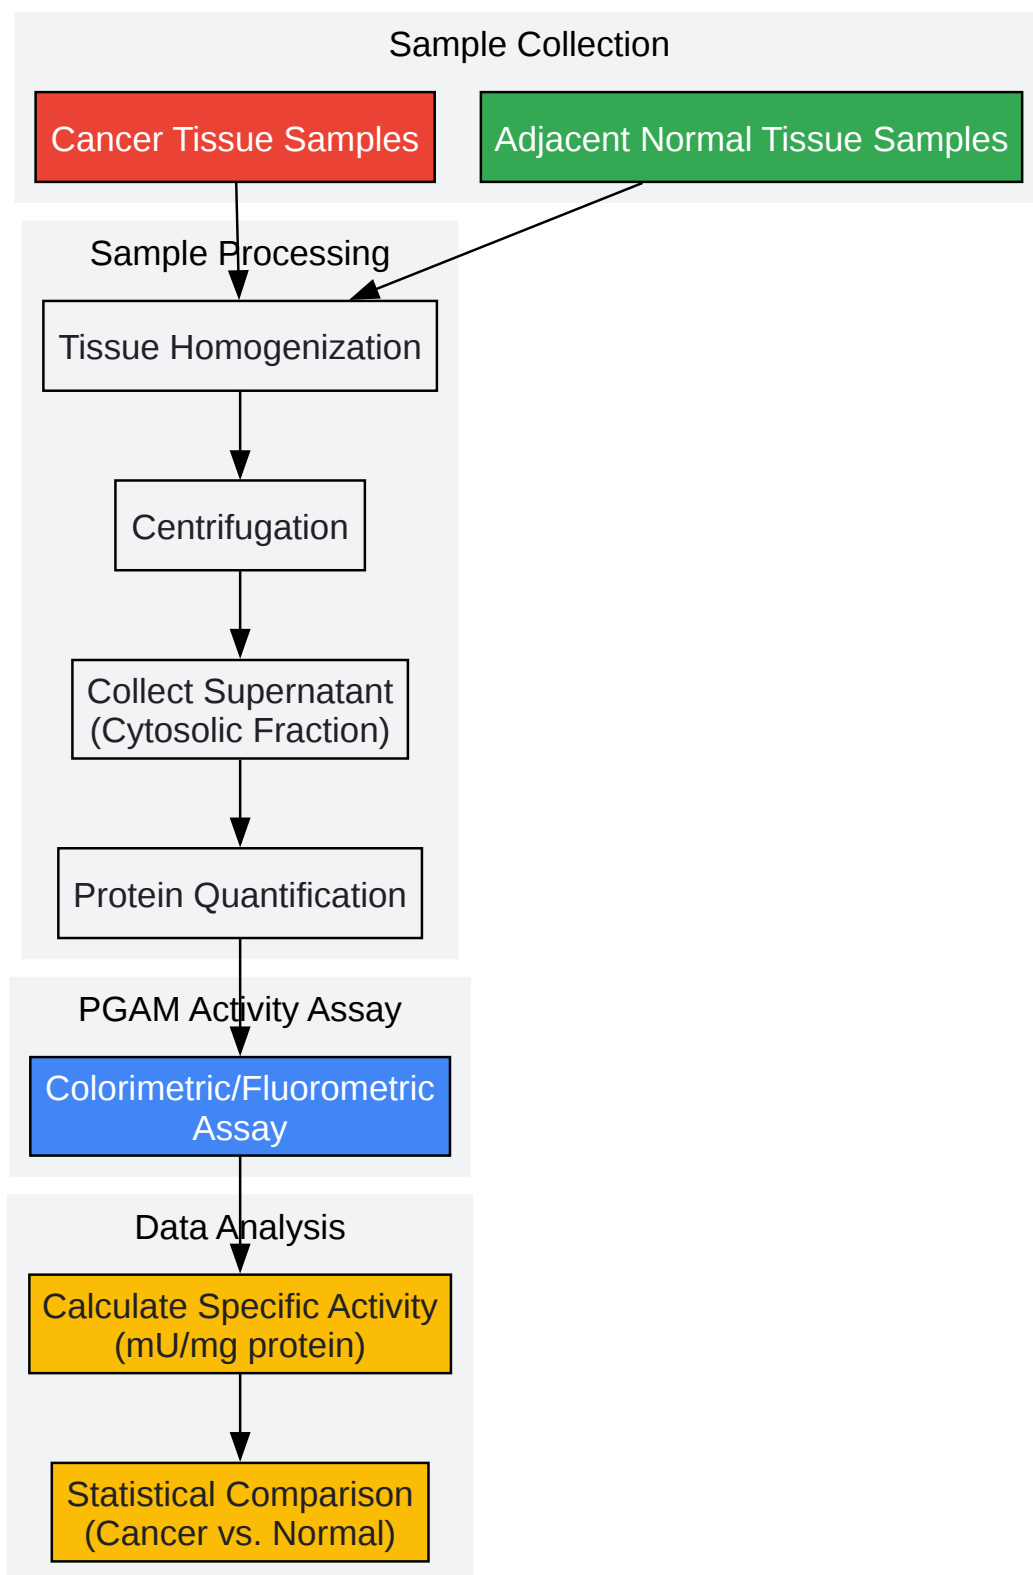 Sample Collection
Cancer Tissue Samples
Adjacent Normal Tissue Samples
Sample Processing
Tissue Homogenization
Centrifugation
Collect Supernatant
(Cytosolic Fraction)
Protein Quantification
PGAM Activity Assay
Colorimetric/Fluorometric
Assay
Data Analysis
Calculate Specific Activity
(mU/mg protein)
Statistical Comparison
(Cancer vs. Normal)